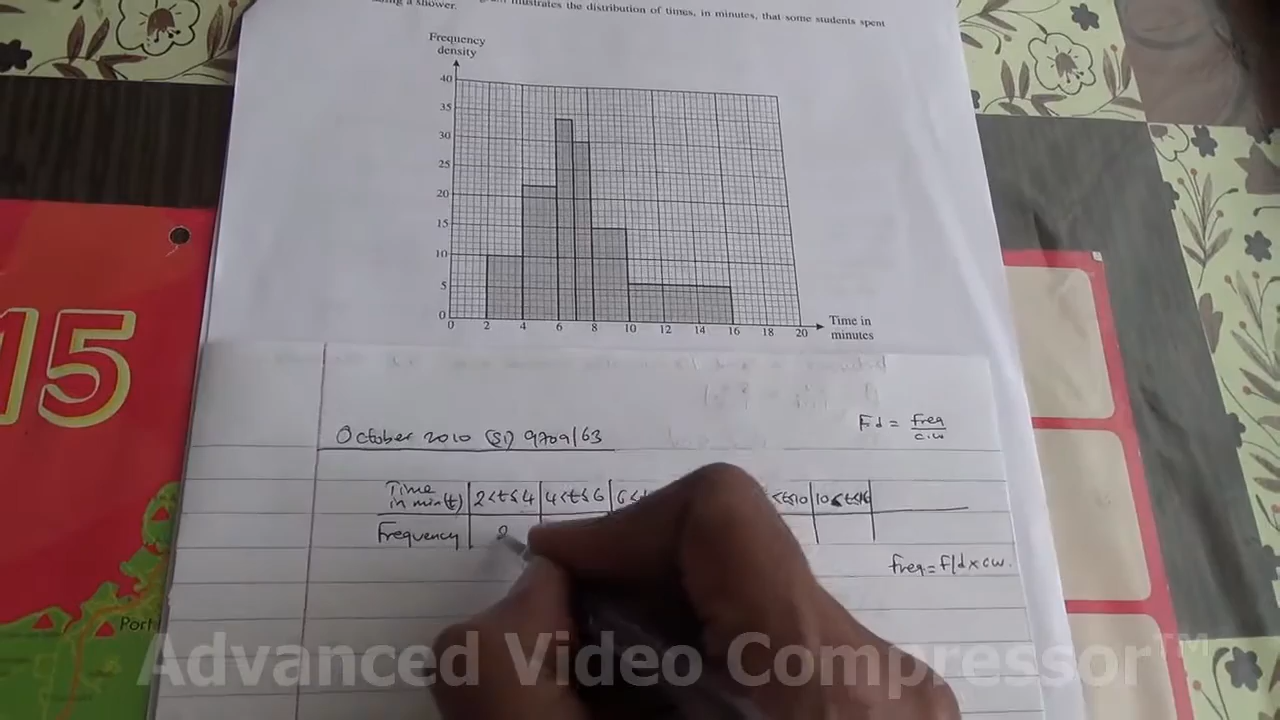 illustrates the distribution of times, in minutes, that some students spent
a shower.
Frequency
density
40
35
30
25
20
15
10
5
0
0 2 4 6 8 10 12 14 16 18 20
Time in
minutes
15
Fd = freq/c.w
October 2010 (S1) 9709/63
Time in min(t) 2<t≤4 4<t≤6 10<t≤16
Frequency
freq = F/d x cw.
Port
Advanced Video Compressor™